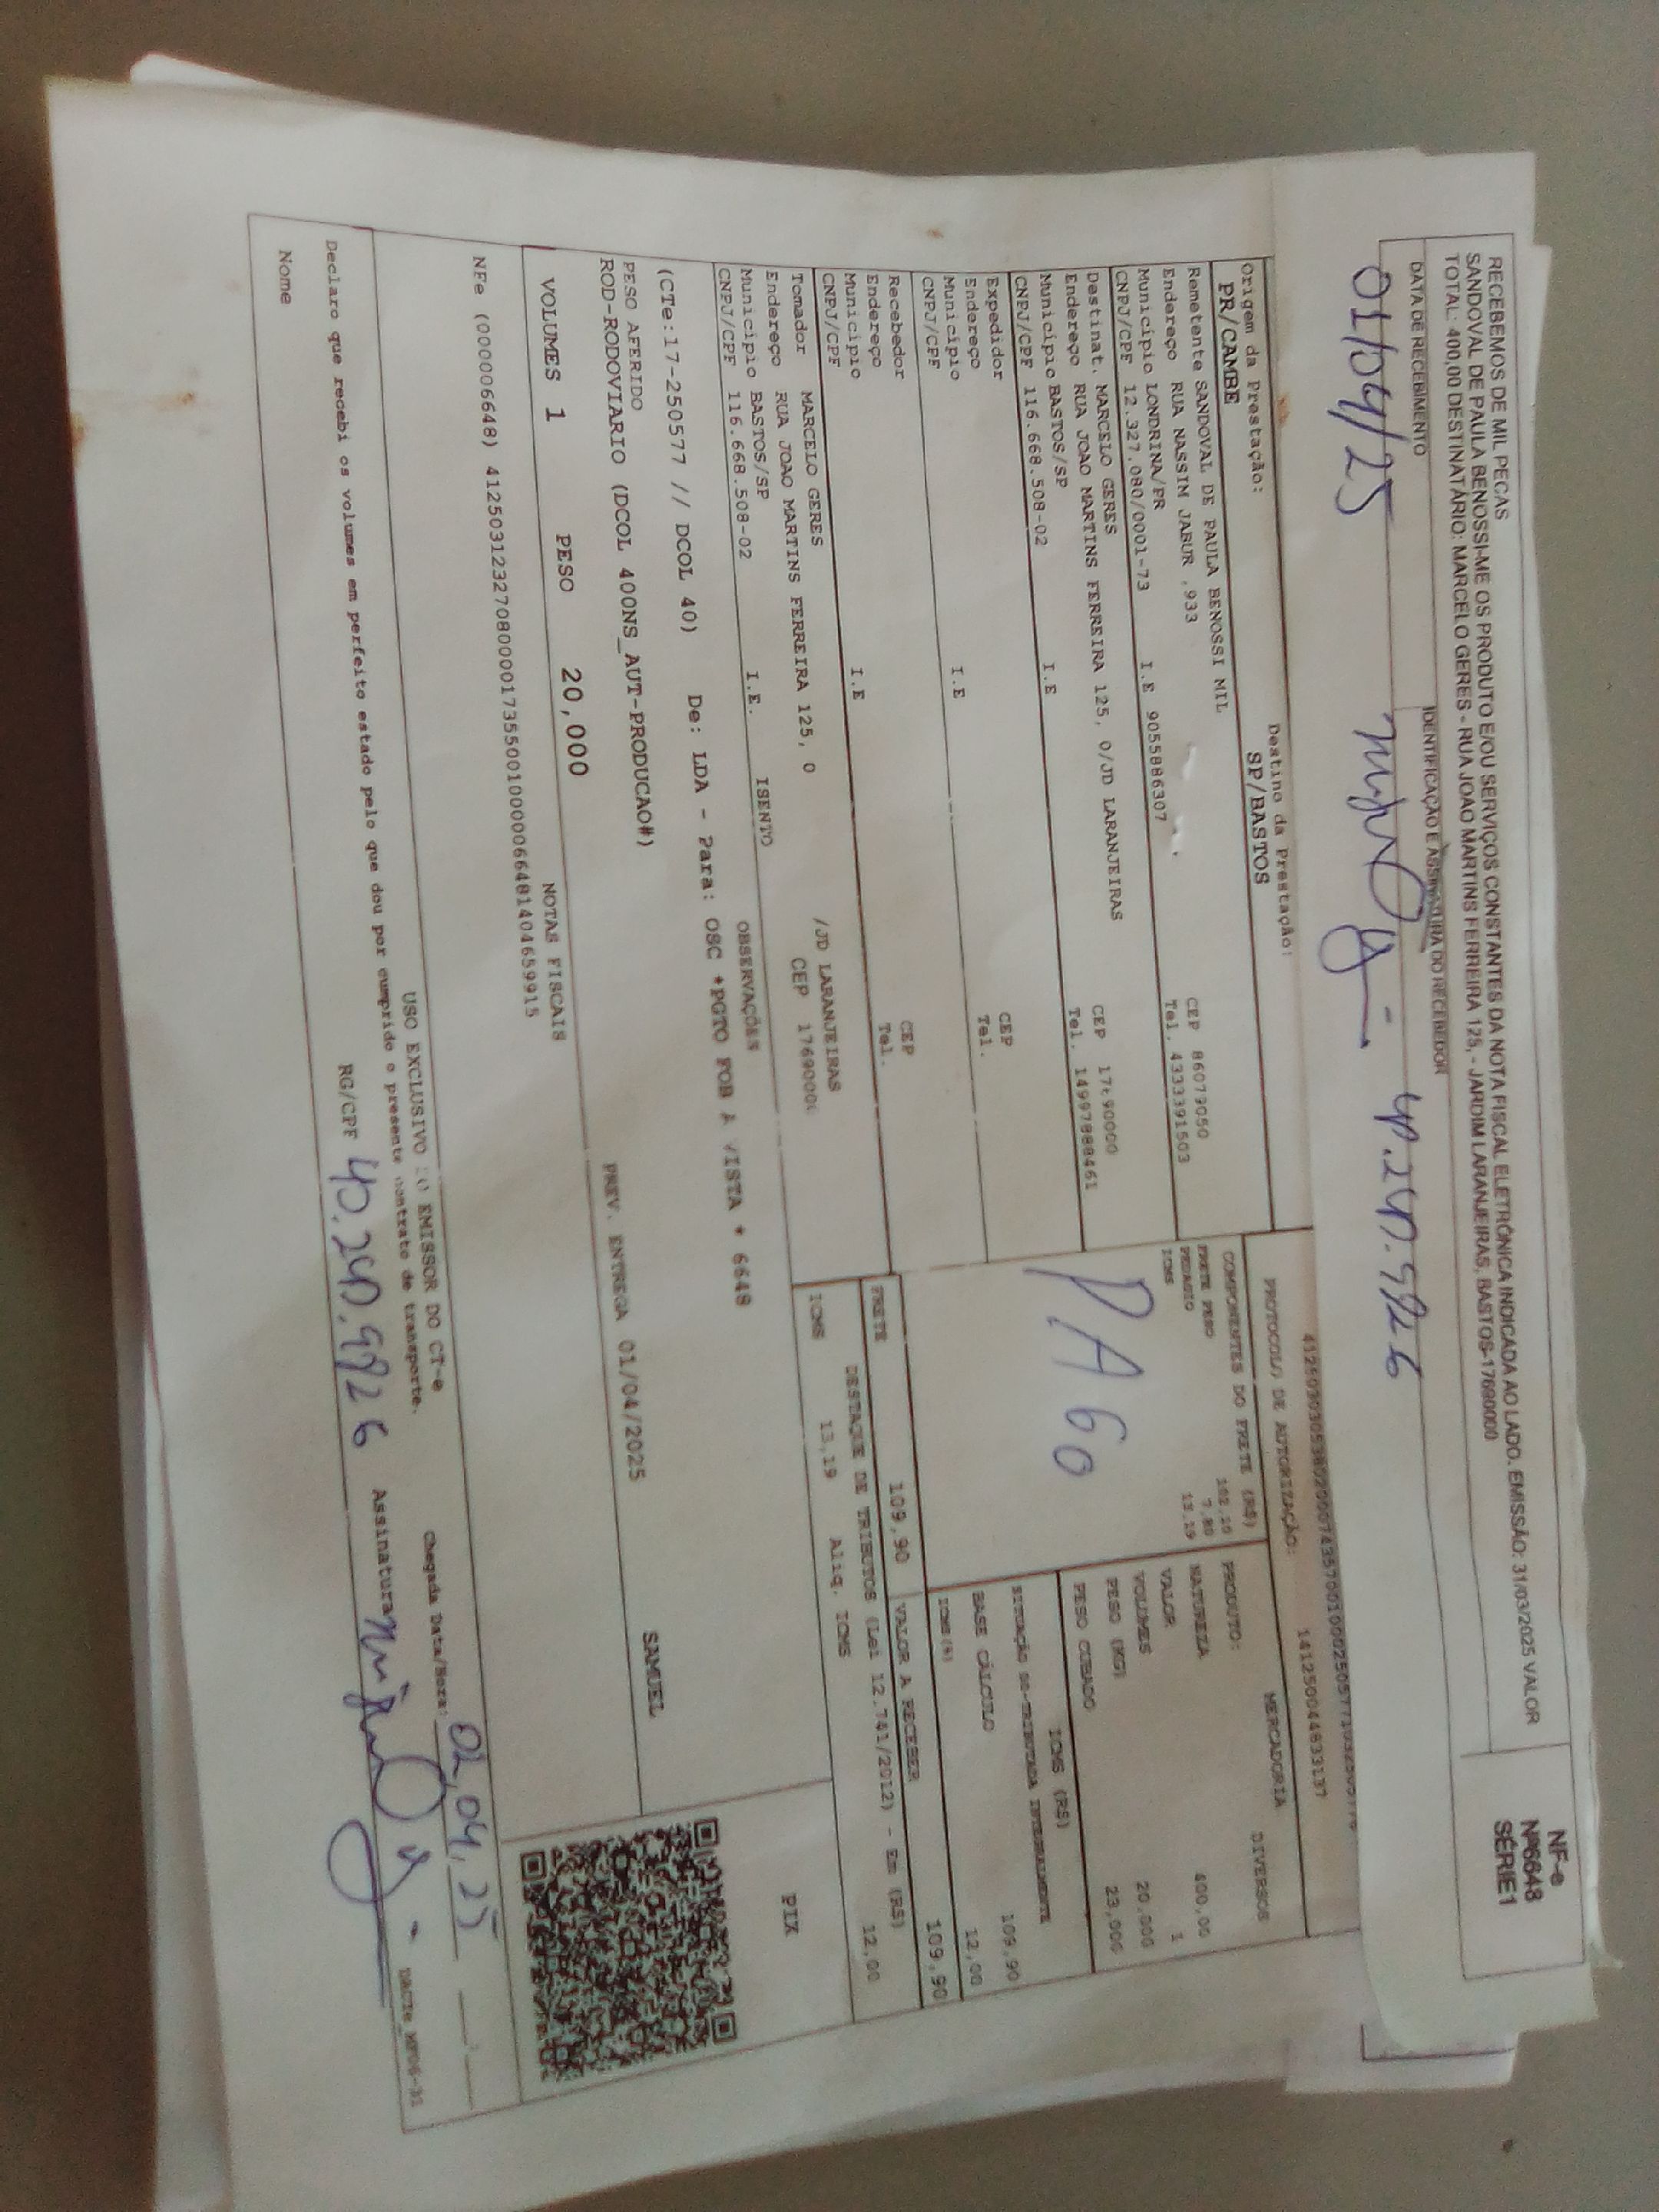 RECEBEMOS DE MIL PECAS
SANDOVAL DE PAULA BENOSSI-ME OS PRODUTO E/OU SERVIÇOS CONSTANTES DA NOTA FISCAL ELETRÔNICA INDICADA AO LADO. EMISSÃO: 31/03/2025 VALOR
TOTAL: 400,00 DESTINATÁRIO: MARCELO GERES - RUA JOAO MARTINS FERREIRA 125, - JARDIM LARANJEIRAS, BASTOS-17690000
NF-e
Nº6648
SÉRIE1
DATA DE RECEBIMENTO
IDENTIFICAÇÃO E ASSINATURA DO RECEBEDOR
01/04/25
40.240.992 6
PROTOCOLO DE AUTORIZAÇÃO:
141250044633137
Origem da Prestação:
PR/CAMBE
Destino da Prestação:
SP/BASTOS
Remetente SANDOVAL DE PAULA BENOSSI MIL
Endereço RUA NASSIM JABUR ,933
CEP 86079050
Município LONDRINA/PR
Tel. 4333391503
CNPJ/CPF 12.327.080/0001-73
I.E 9055886307
Destinat. MARCELO GERES
Endereço RUA JOAO MARTINS FERREIRA 125, 0/JD LARANJEIRAS
CEP 17690000
Município BASTOS/SP
Tel. 14997888461
CNPJ/CPF 116.668.508-02
I.E
Expedidor
Endereço
CEP
Município
Tel.
CNPJ/CPF
I.E
Recebedor
Endereço
CEP
Município
Tel.
CNPJ/CPF
I.E
Tomador MARCELO GERES
Endereço RUA JOAO MARTINS FERREIRA 125, 0
/JD LARANJEIRAS
Município BASTOS/SP
CEP 17690000
CNPJ/CPF 116.668.508-02
I.E. ISENTO
COMPONENTES DO FRETE (R$)
FRETE PESO 102,10
PEDÁGIO 7,80
ICMS 13,19
PAGO
MERCADORIA
PRODUTO: DIVERSOS
NATUREZA
VALOR 400,00
VOLUMES 1
PESO (KG) 20.000
PESO CUBADO 23,000
ICMS (R$)
BASE CÁLCULO 109,90
ICMS(%) 12,00
FRETE 109,90
VALOR A RECEBER 109,90
DESTAQUE DE TRIBUTOS (Lei 12.741/2012) - Em (R$)
ICMS 13,19 Aliq. ICMS 12,00
OBSERVAÇÕES
(CTe:17-250577 // DCOL 40) De: LDA - Para: OSC *PGTO FOB A VISTA * 6648
PESO AFERIDO
ROD-RODOVIARIO (DCOL 400NS_AUT-PRODUCAO#)
PREV. ENTREGA 01/04/2025
SAMUEL
PIX
VOLUMES 1 PESO 20,000
NOTAS FISCAIS
NFe (000006648) 41250312327080000173550010000066481404659915
USO EXCLUSIVO DO EMISSOR DO CT-e
Chegada Data/Hora: 02,04,25
Declaro que recebi os volumes em perfeito estado pelo que dou por cumprido o presente contrato de transporte.
Nome
RG/CPF 40.240.992 6
Assinatura